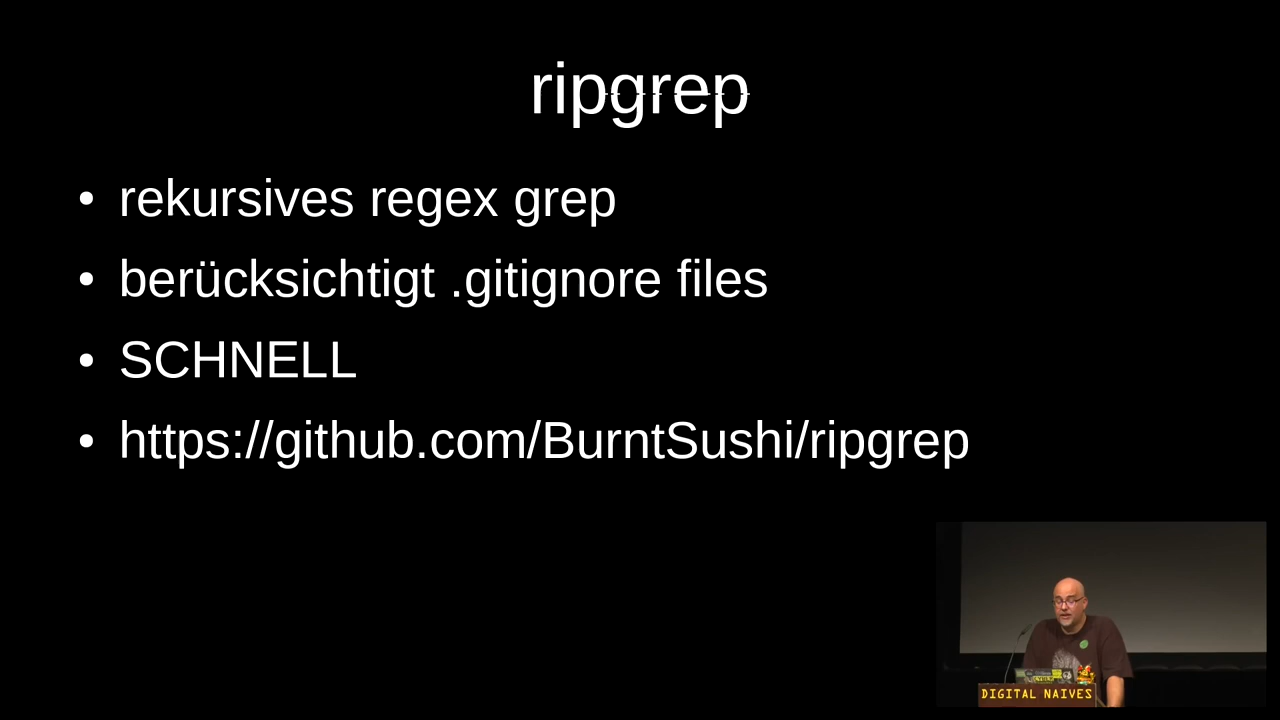 ripgrep
• rekursives regex grep
• berücksichtigt .gitignore files
• SCHNELL
• https://github.com/BurntSushi/ripgrep
DIGITAL NAIVES